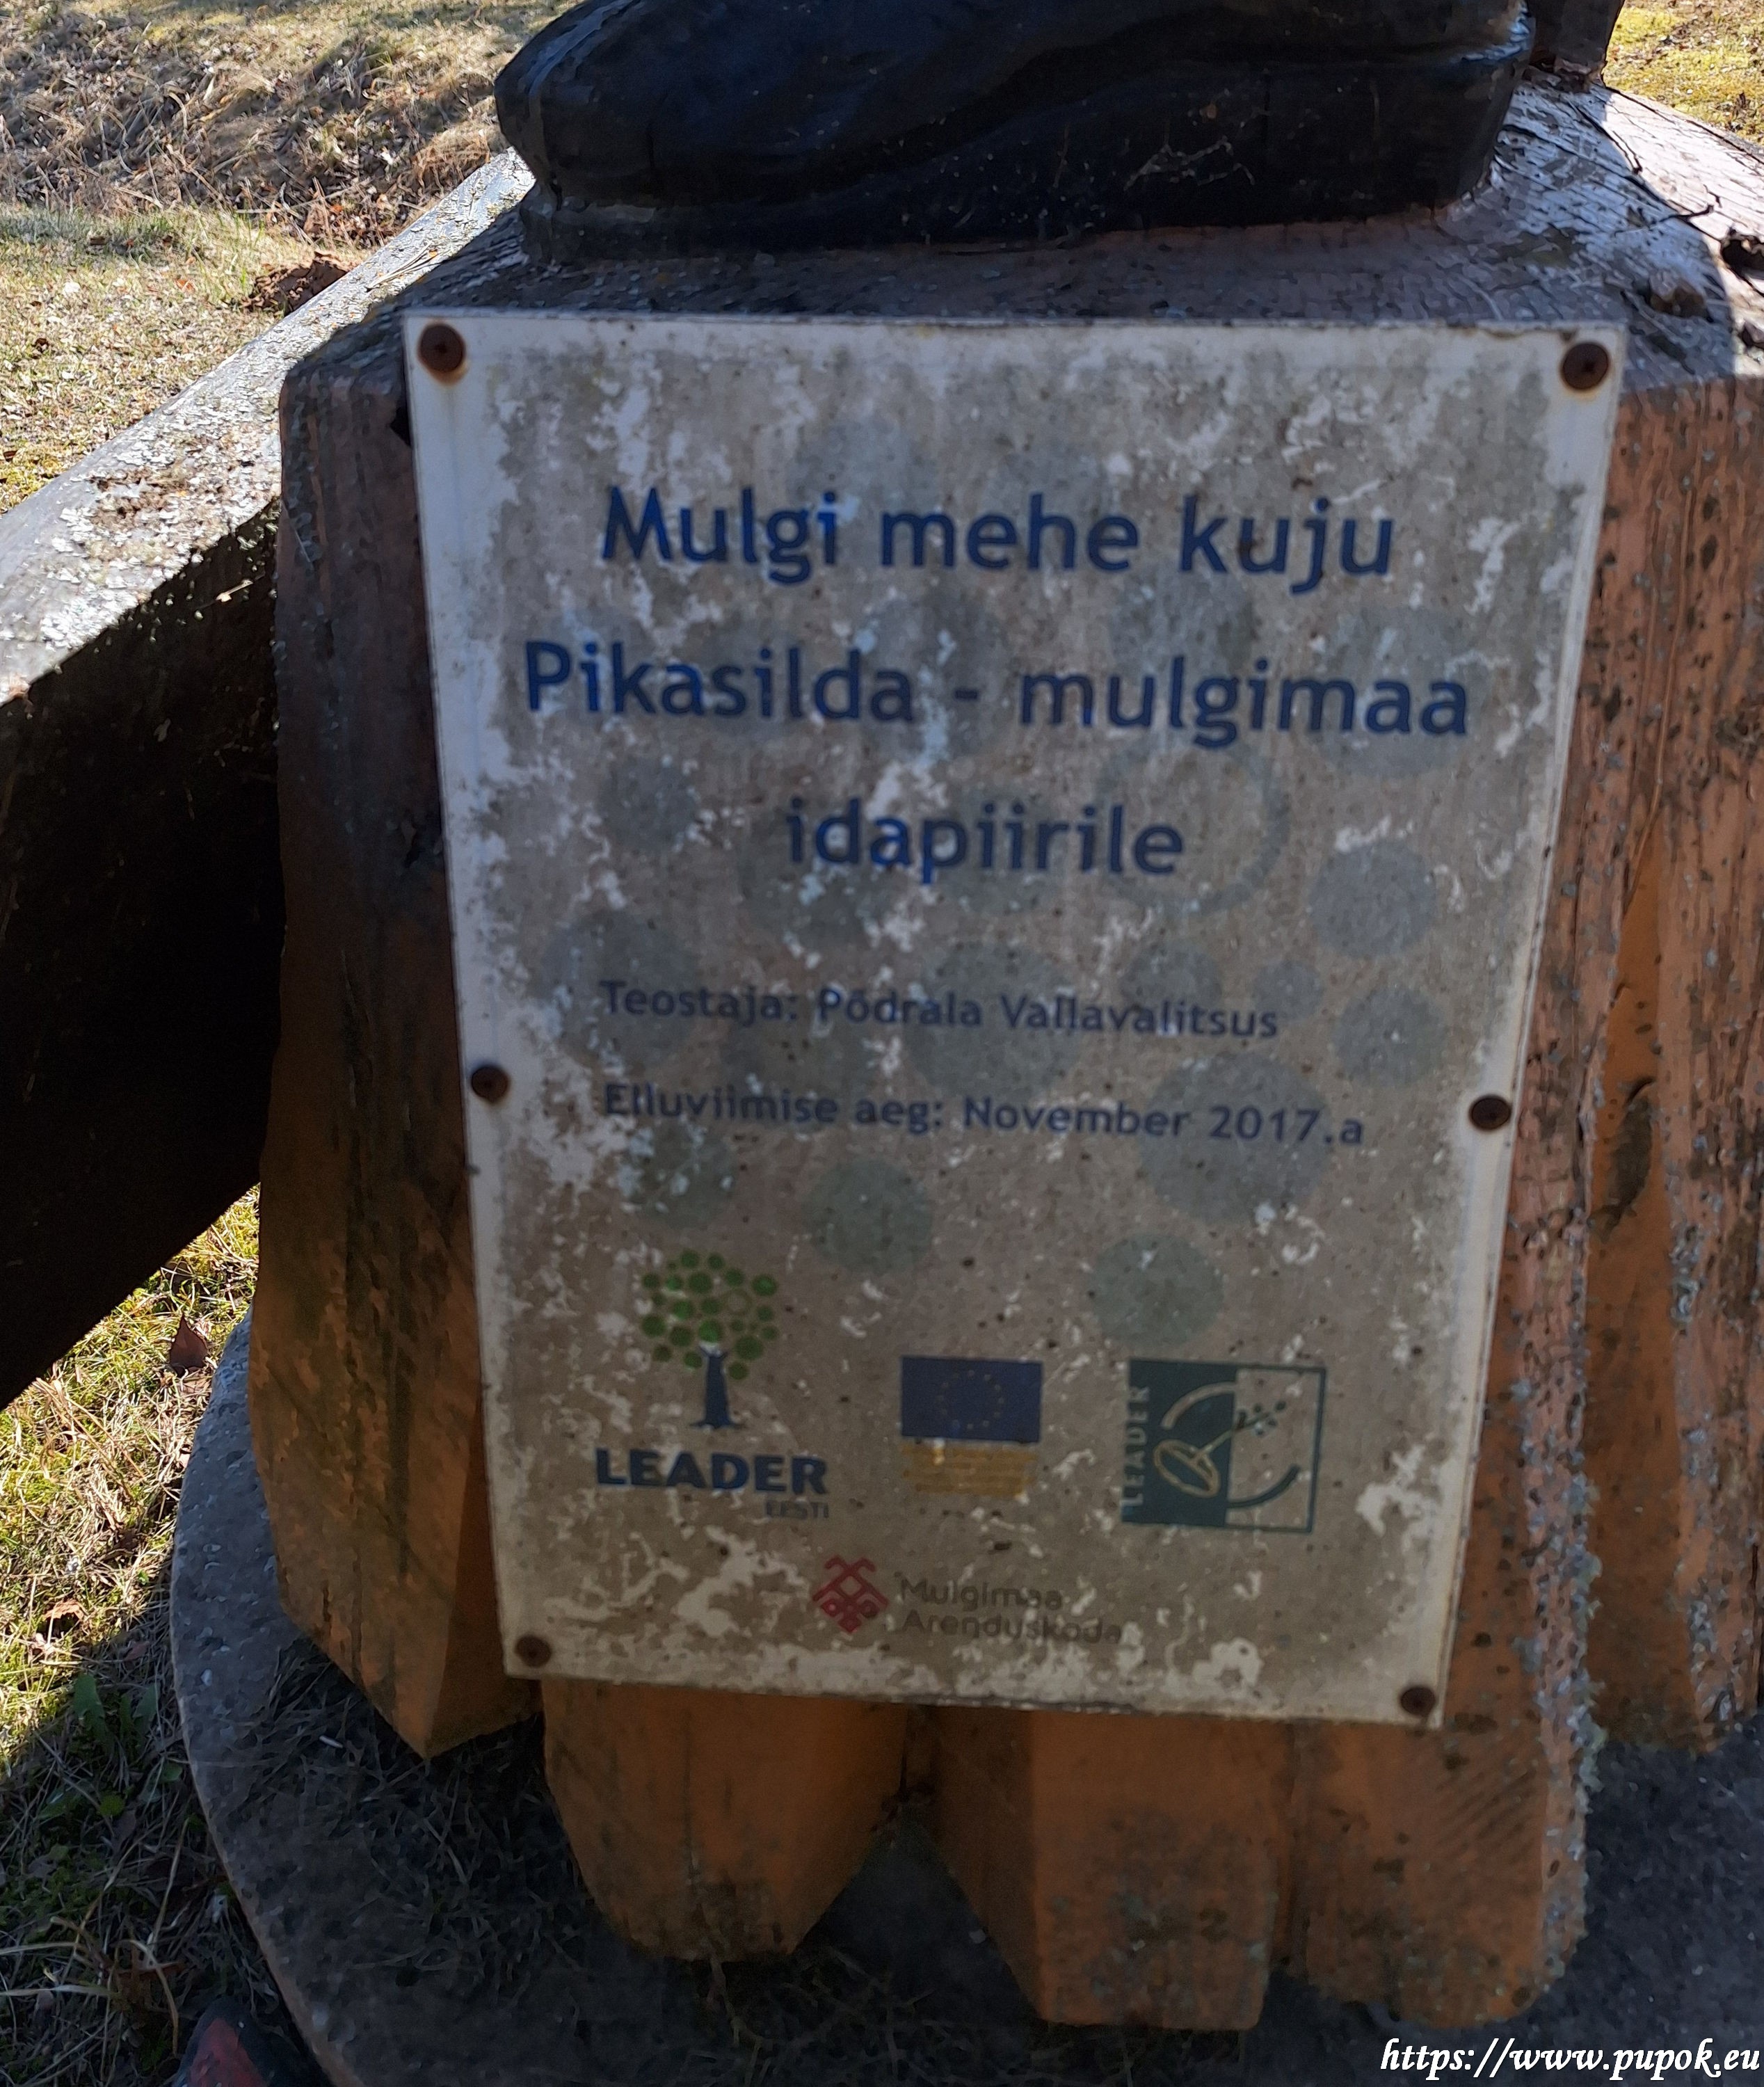 Mulgi mehe kuju
Pikasilda - mulgimaa
idapiirile
Teostaja: Põdrala Vallavalitsus
Elluviimise aeg: November 2017.a
LEADER
EESTI
LEADER
Mulgimaa
Arenduskoda
https://www.pupok.eu